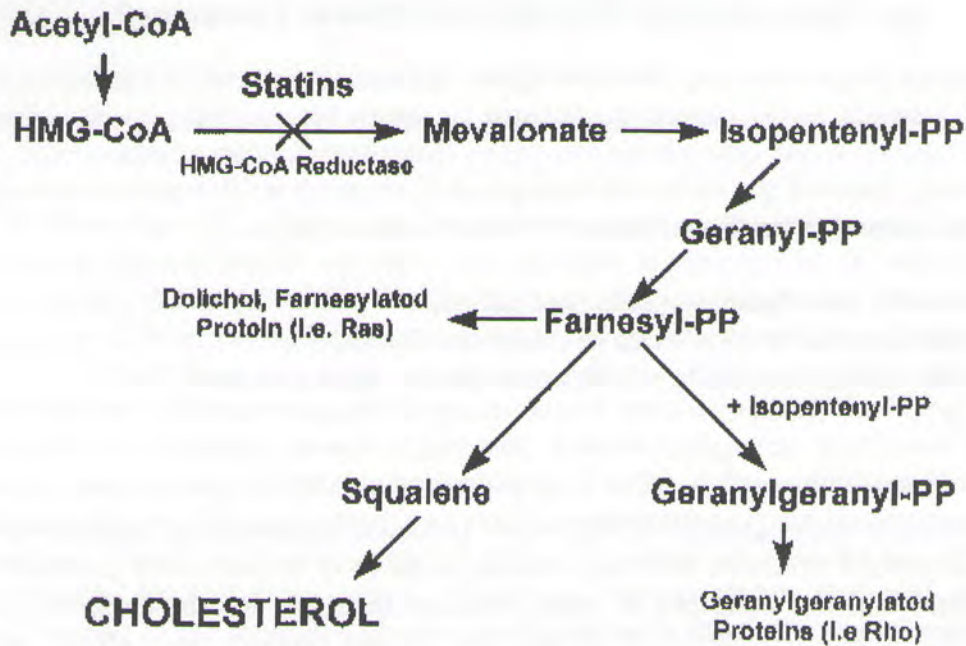 Acetyl-CoA
Statins
HMG-CoA
Mevalonate
Isopentenyl-PP
HMG-CoA Reductase
Geranyl-PP
Dolichol, Farnesylated
Protein (I.e. Ras)
Farnesyl-PP
+ Isopentenyl-PP
Squalene
Geranylgeranyl-PP
CHOLESTEROL
Geranylgeranylated
Proteins (I.e Rho)